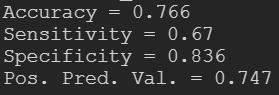 Accuracy = 0.766
Sensitivity = 0.67
Specificity = 0.836
Pos. Pred. Val. = 0.747